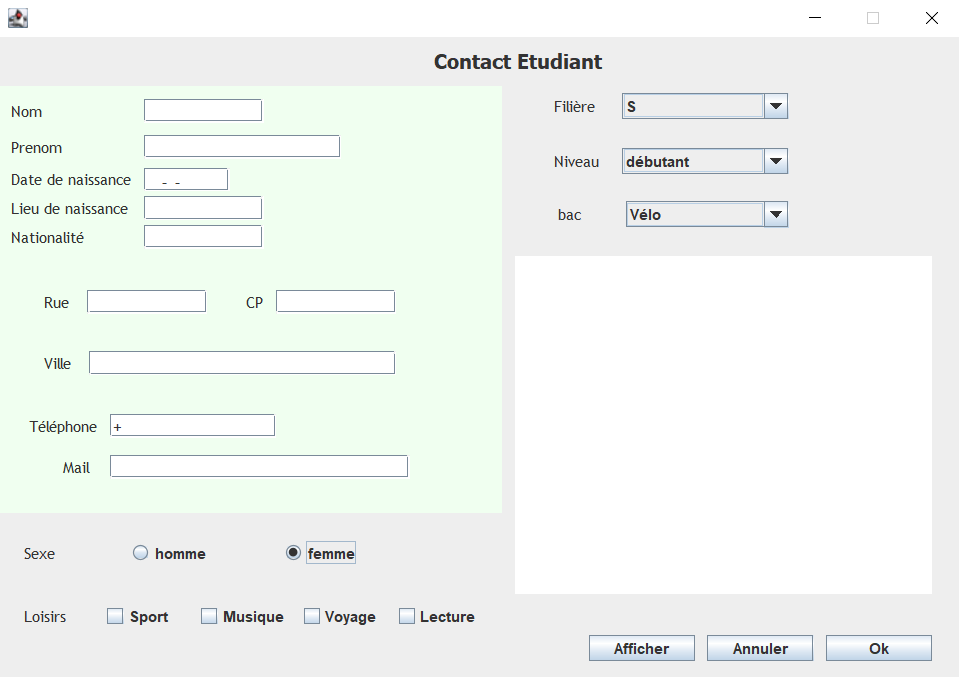 Contact Etudiant
Nom
Prenom
Date de naissance - -
Lieu de naissance
Nationalité
Rue CP
Ville
Téléphone +
Mail
Sexe homme femme
Loisirs Sport Musique Voyage Lecture
Filière S
Niveau débutant
bac Vélo
Afficher Annuler Ok